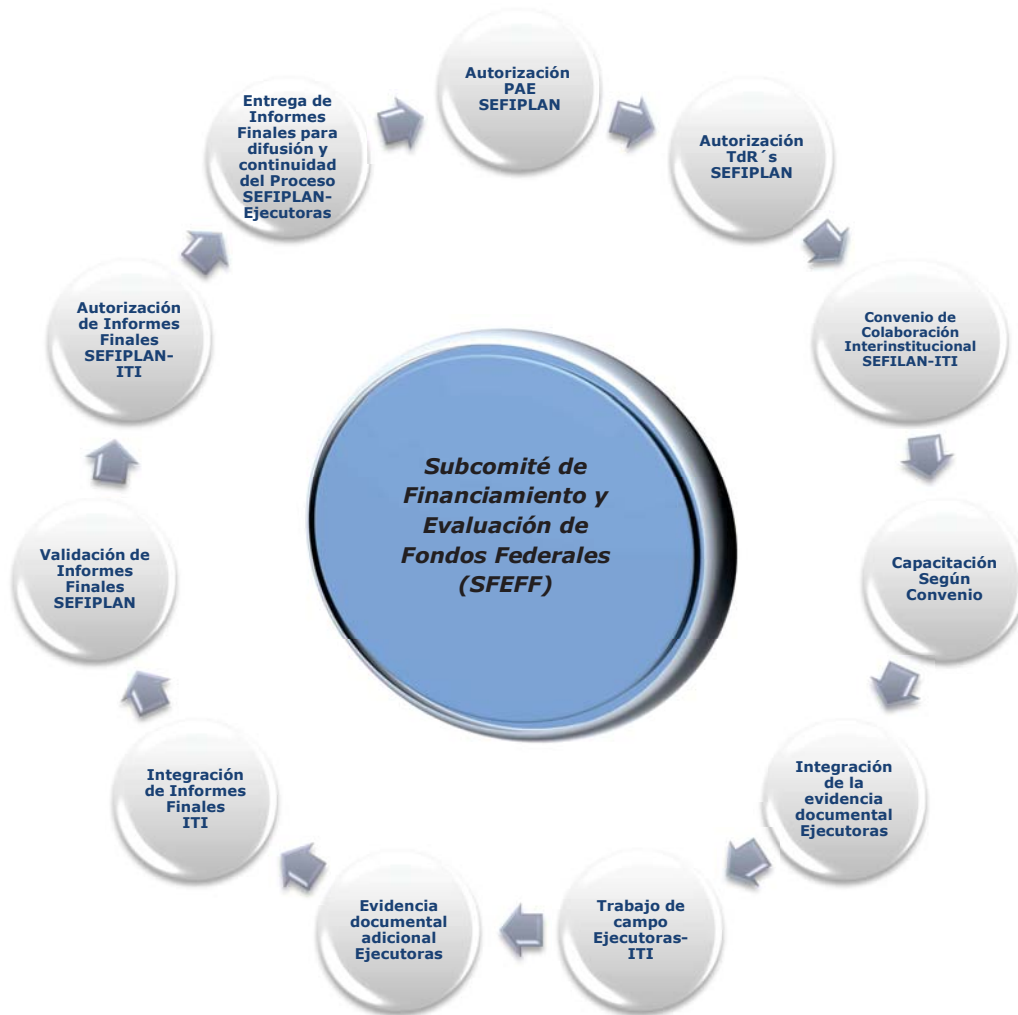 Autorización
PAE
SEFIPLAN
Autorización
TdR´s
SEFIPLAN
Convenio de
Colaboración
Interinstitucional
SEFILAN-ITI
Capacitación
Según
Convenio
Integración
de la
evidencia
documental
Ejecutoras
Trabajo de
campo
Ejecutoras-
ITI
Evidencia
documental
adicional
Ejecutoras
Integración
de Informes
Finales
ITI
Validación de
Informes
Finales
SEFIPLAN
Autorización
de Informes
Finales
SEFIPLAN-
ITI
Entrega de
Informes
Finales para
difusión y
continuidad
del Proceso
SEFIPLAN-
Ejecutoras
Subcomité de
Financiamiento y
Evaluación de
Fondos Federales
(SFEFF)